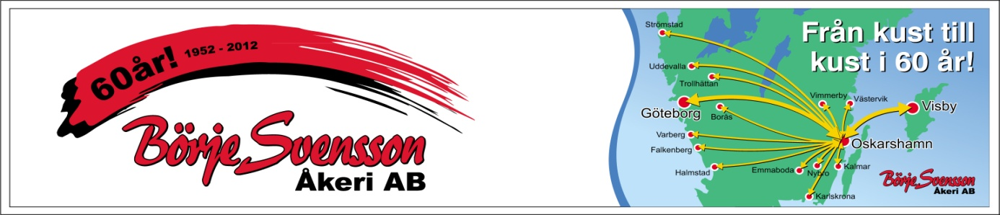 60år! 1952 - 2012
Börje Svensson
Åkeri AB
Från kust till
kust i 60 år!
Strömstad
Uddevalla
Trollhättan
Vimmerby
Västervik
Göteborg
Borås
Visby
Varberg
Oskarshamn
Falkenberg
Halmstad
Emmaboda
Nybro
Kalmar
Karlskrona
Börje Svensson
Åkeri AB